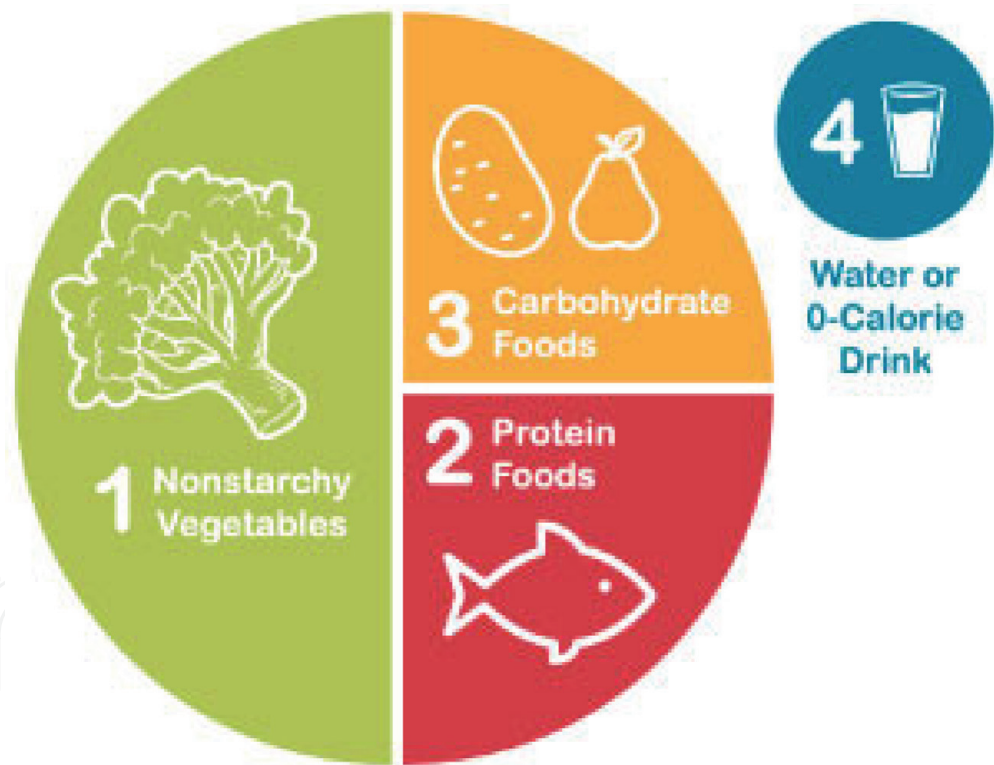 1 Nonstarchy
Vegetables
2 Protein
Foods
3 Carbohydrate
Foods
4
Water or
0-Calorie
Drink